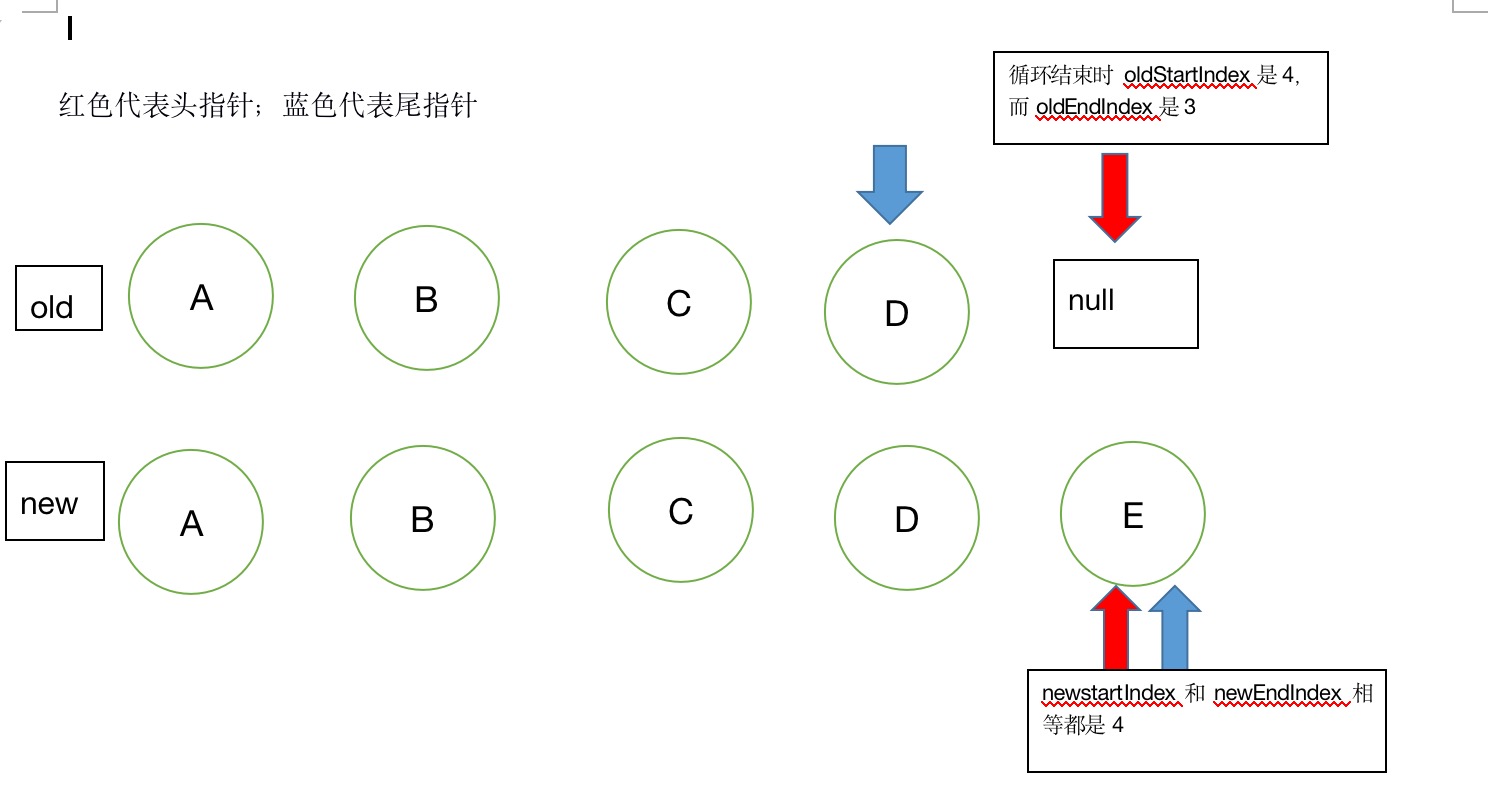 红色代表头指针；蓝色代表尾指针
循环结束时 oldStartIndex 是 4,
而 oldEndIndex 是 3
old
A
B
C
D
null
new
A
B
C
D
E
newstartIndex 和 newEndIndex 相
等都是 4